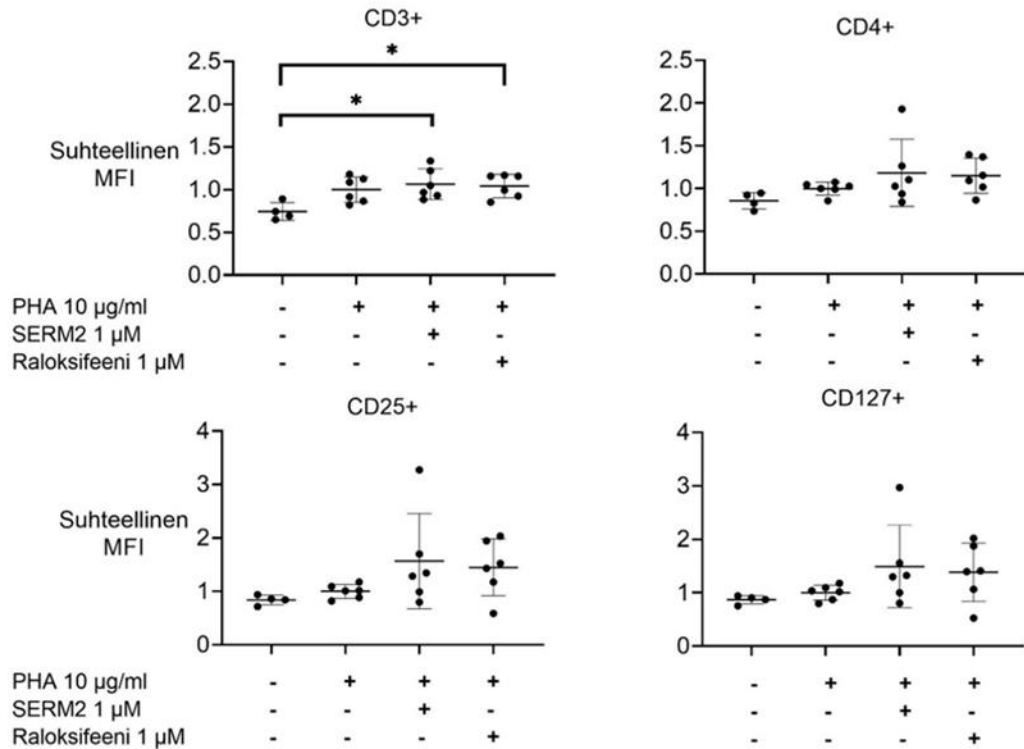 CD3+
CD4+
*
*
2.5
2.0
1.5
1.0
0.5
0.0
Suhteellinen
MFI
2.5
2.0
1.5
1.0
0.5
0.0
PHA 10 µg/ml - + + +
SERM2 1 µM - - + -
Raloksifeeni 1 µM - - - +
- + + +
- - + -
- - - +
CD25+
CD127+
4
3
2
1
0
Suhteellinen
MFI
4
3
2
1
0
PHA 10 µg/ml - + + +
SERM2 1 µM - - + -
Raloksifeeni 1 µM - - - +
- + + +
- - + -
- - - +